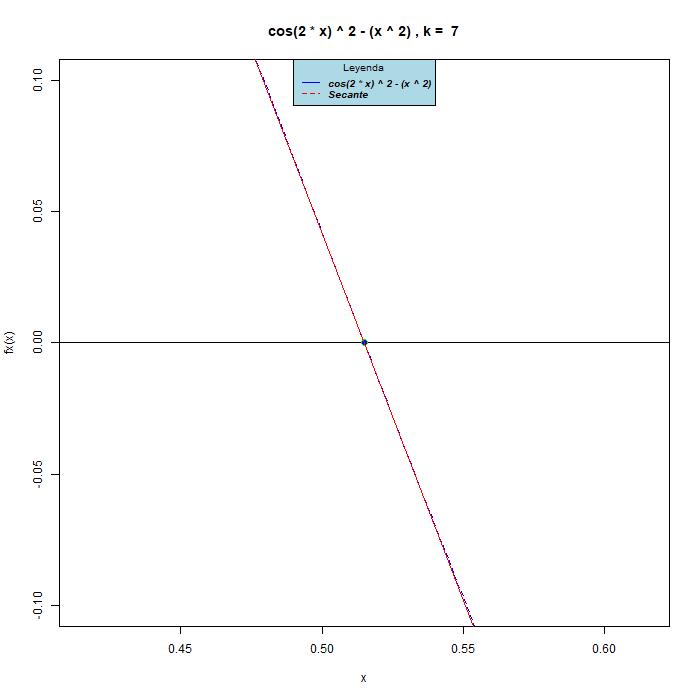 cos(2 * x) ^ 2 - (x ^ 2) , k =  7
Leyenda
cos(2 * x) ^ 2 - (x ^ 2)
Secante
0.10
0.05
0.00
-0.05
-0.10
fx(x)
0.45 0.50 0.55 0.60
x